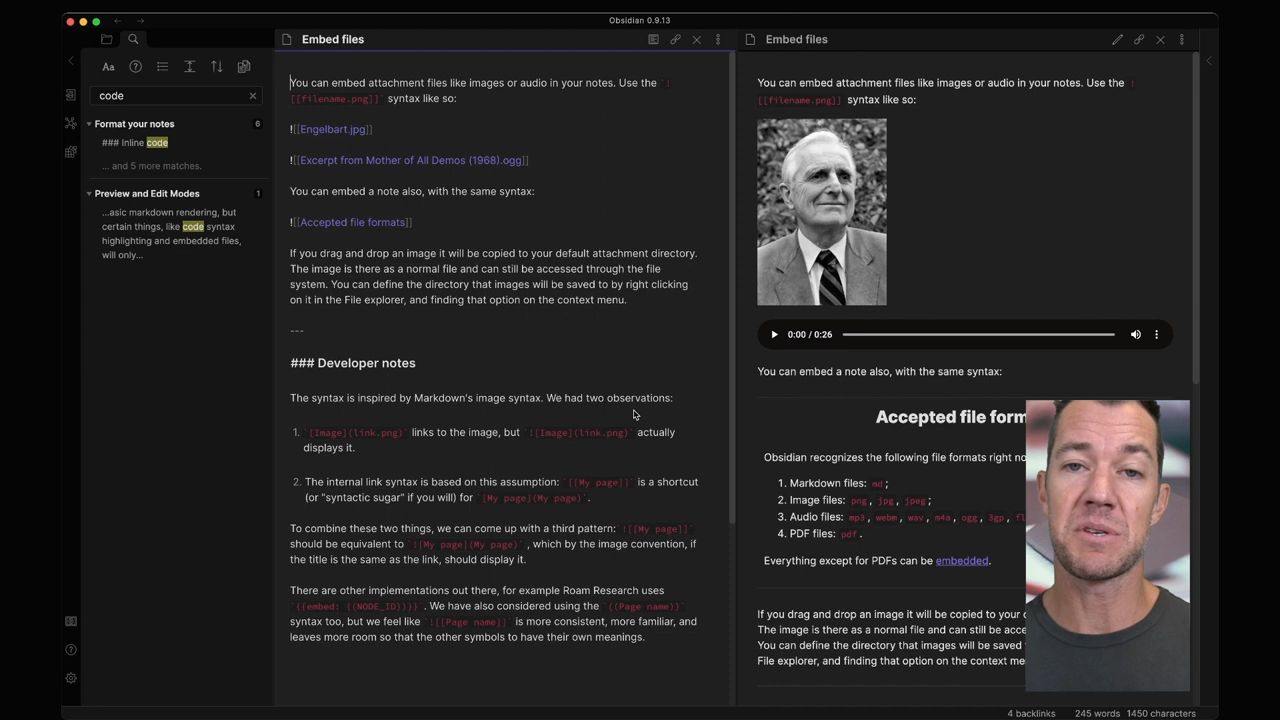 Obsidian 0.9.13
Aa
code
Format your notes
6
### Inline code
... and 5 more matches.
Preview and Edit Modes
1
...asic markdown rendering, but
certain things, like code syntax
highlighting and embedded files,
will only...
Embed files
You can embed attachment files like images or audio in your notes. Use the `!
[[filename.png]]` syntax like so:
![[Engelbart.jpg]]
![[Excerpt from Mother of All Demos (1968).ogg]]
You can embed a note also, with the same syntax:
![[Accepted file formats]]
If you drag and drop an image it will be copied to your default attachment directory.
The image is there as a normal file and can still be accessed through the file
system. You can define the directory that images will be saved to by right clicking
on it in the File explorer, and finding that option on the context menu.
---
### Developer notes
The syntax is inspired by Markdown's image syntax. We had two observations:
1. `[Image](link.png)` links to the image, but `![Image](link.png)` actually
displays it.
2. The internal link syntax is based on this assumption: `[[My page]]` is a shortcut
(or "syntactic sugar" if you will) for `[My page](My page)`.
To combine these two things, we can come up with a third pattern: `![[My page]]`
should be equivalent to `![My page](My page)`, which by the image convention, if
the title is the same as the link, should display it.
There are other implementations out there, for example Roam Research uses
`{{embed: ((NODE_ID))}}`. We have also considered using the `((Page name))`
syntax too, but we feel like `![[Page name]]` is more consistent, more familiar, and
leaves more room so that the other symbols to have their own meanings.
Embed files
You can embed attachment files like images or audio in your notes. Use the !
[[filename.png]] syntax like so:
0:00 / 0:26
You can embed a note also, with the same syntax:
Accepted file form
Obsidian recognizes the following file formats right no
1. Markdown files: md;
2. Image files: png, jpg, jpeg;
3. Audio files: mp3, webm, wav, m4a, ogg, 3gp, fl
4. PDF files: pdf.
Everything except for PDFs can be embedded.
If you drag and drop an image it will be copied to your
The image is there as a normal file and can still be acce
You can define the directory that images will be saved
File explorer, and finding that option on the context me
4 backlinks
245 words
1450 characters